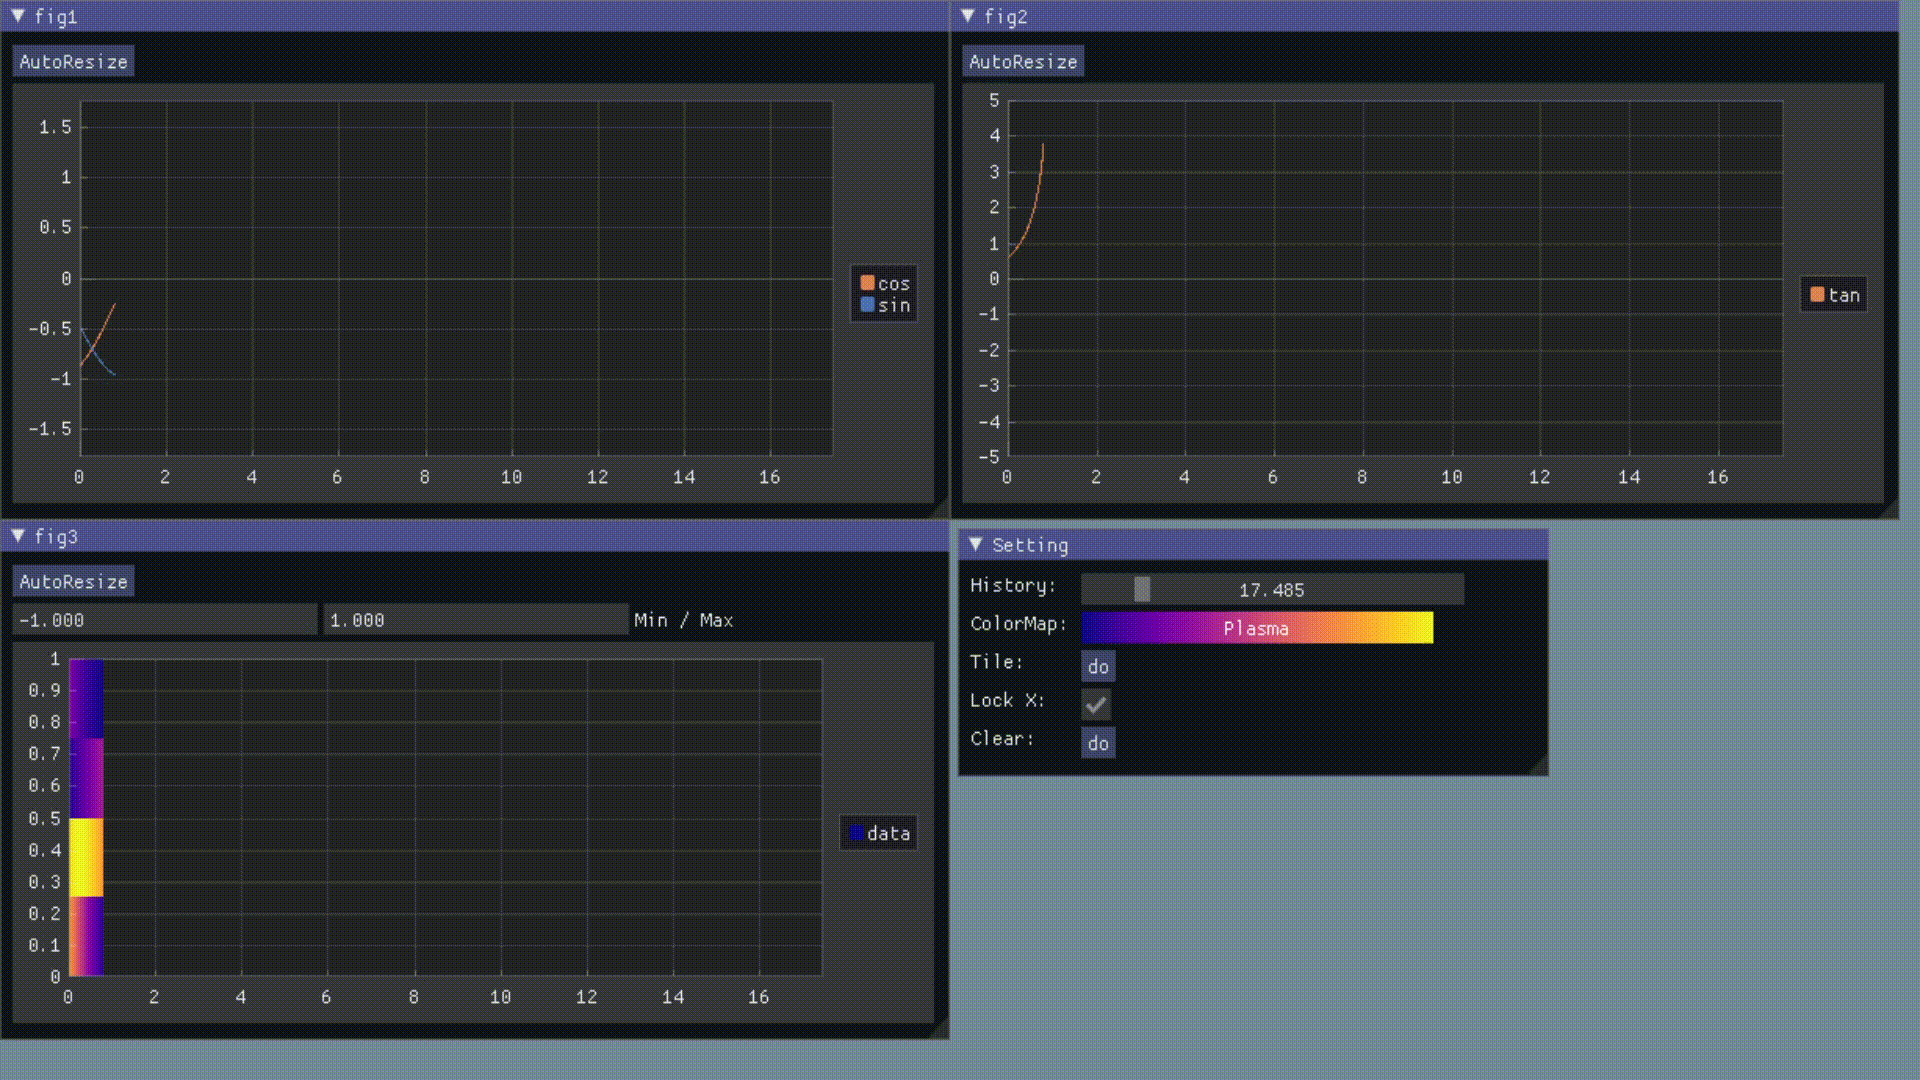 fig1
AutoResize
1.5
1
0.5
0
-0.5
-1
-1.5
0 2 4 6 8 10 12 14 16
cos
sin
fig2
AutoResize
5
4
3
2
1
0
-1
-2
-3
-4
-5
0 2 4 6 8 10 12 14 16
tan
fig3
AutoResize
-1.000 1.000 Min / Max
1
0.9
0.8
0.7
0.6
0.5
0.4
0.3
0.2
0.1
0
0 2 4 6 8 10 12 14 16
data
Setting
History: 17.485
ColorMap: Plasma
Tile: do
Lock X:
Clear: do